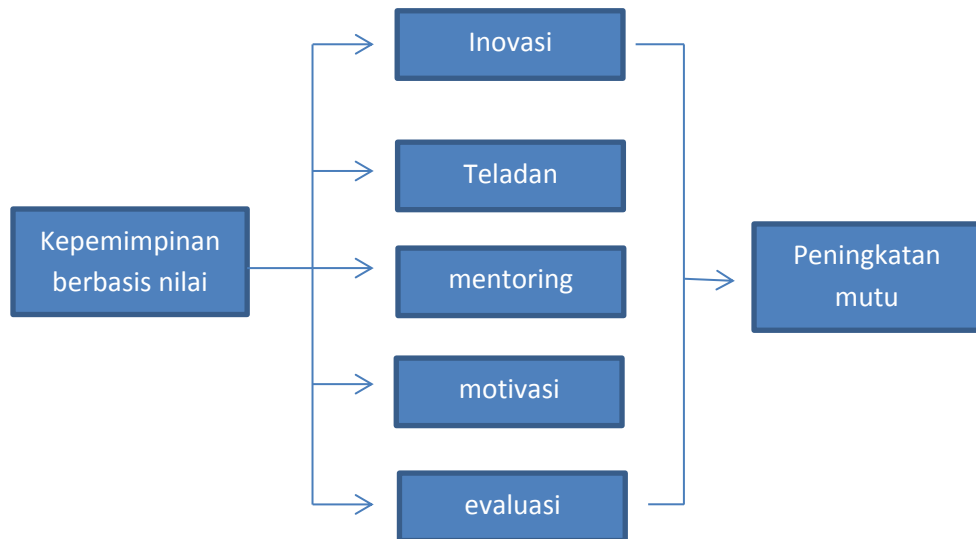 Inovasi
Teladan
Kepemimpinan
berbasis nilai
mentoring
Peningkatan
mutu
motivasi
evaluasi